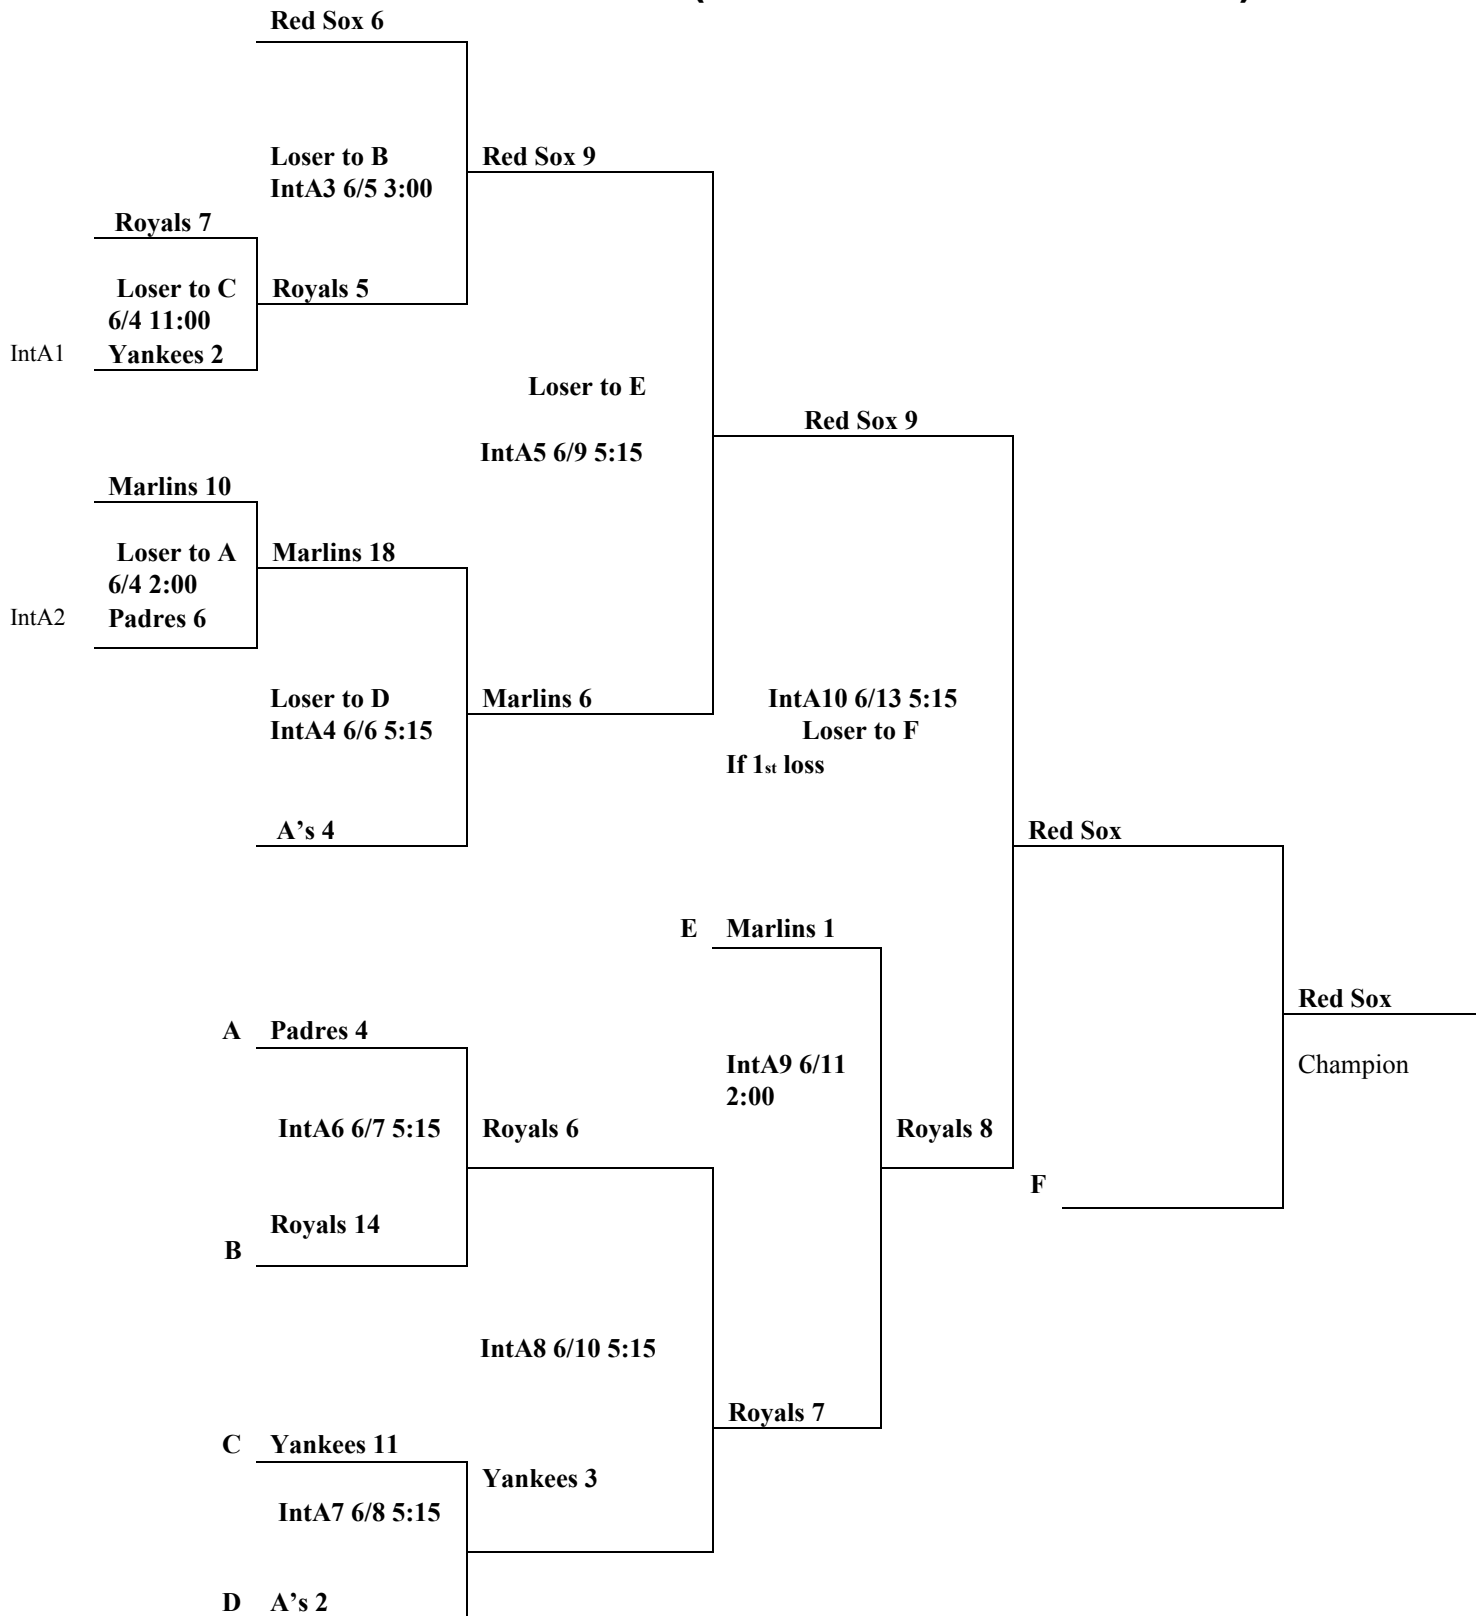 Red Sox 6
Loser to B
IntA3 6/5 3:00
Red Sox 9
Royals 7
Loser to C
6/4 11:00
IntA1
Yankees 2
Royals 5
Loser to E
IntA5 6/9 5:15
Red Sox 9
Marlins 10
Loser to A
6/4 2:00
IntA2
Padres 6
Marlins 18
Loser to D
IntA4 6/6 5:15
Marlins 6
IntA10 6/13 5:15
Loser to F
If 1st loss
A’s 4
Red Sox
E Marlins 1
Red Sox
Champion
A Padres 4
IntA9 6/11
2:00
IntA6 6/7 5:15
Royals 6
Royals 8
F
Royals 14
B
IntA8 6/10 5:15
Royals 7
C Yankees 11
Yankees 3
IntA7 6/8 5:15
D A’s 2